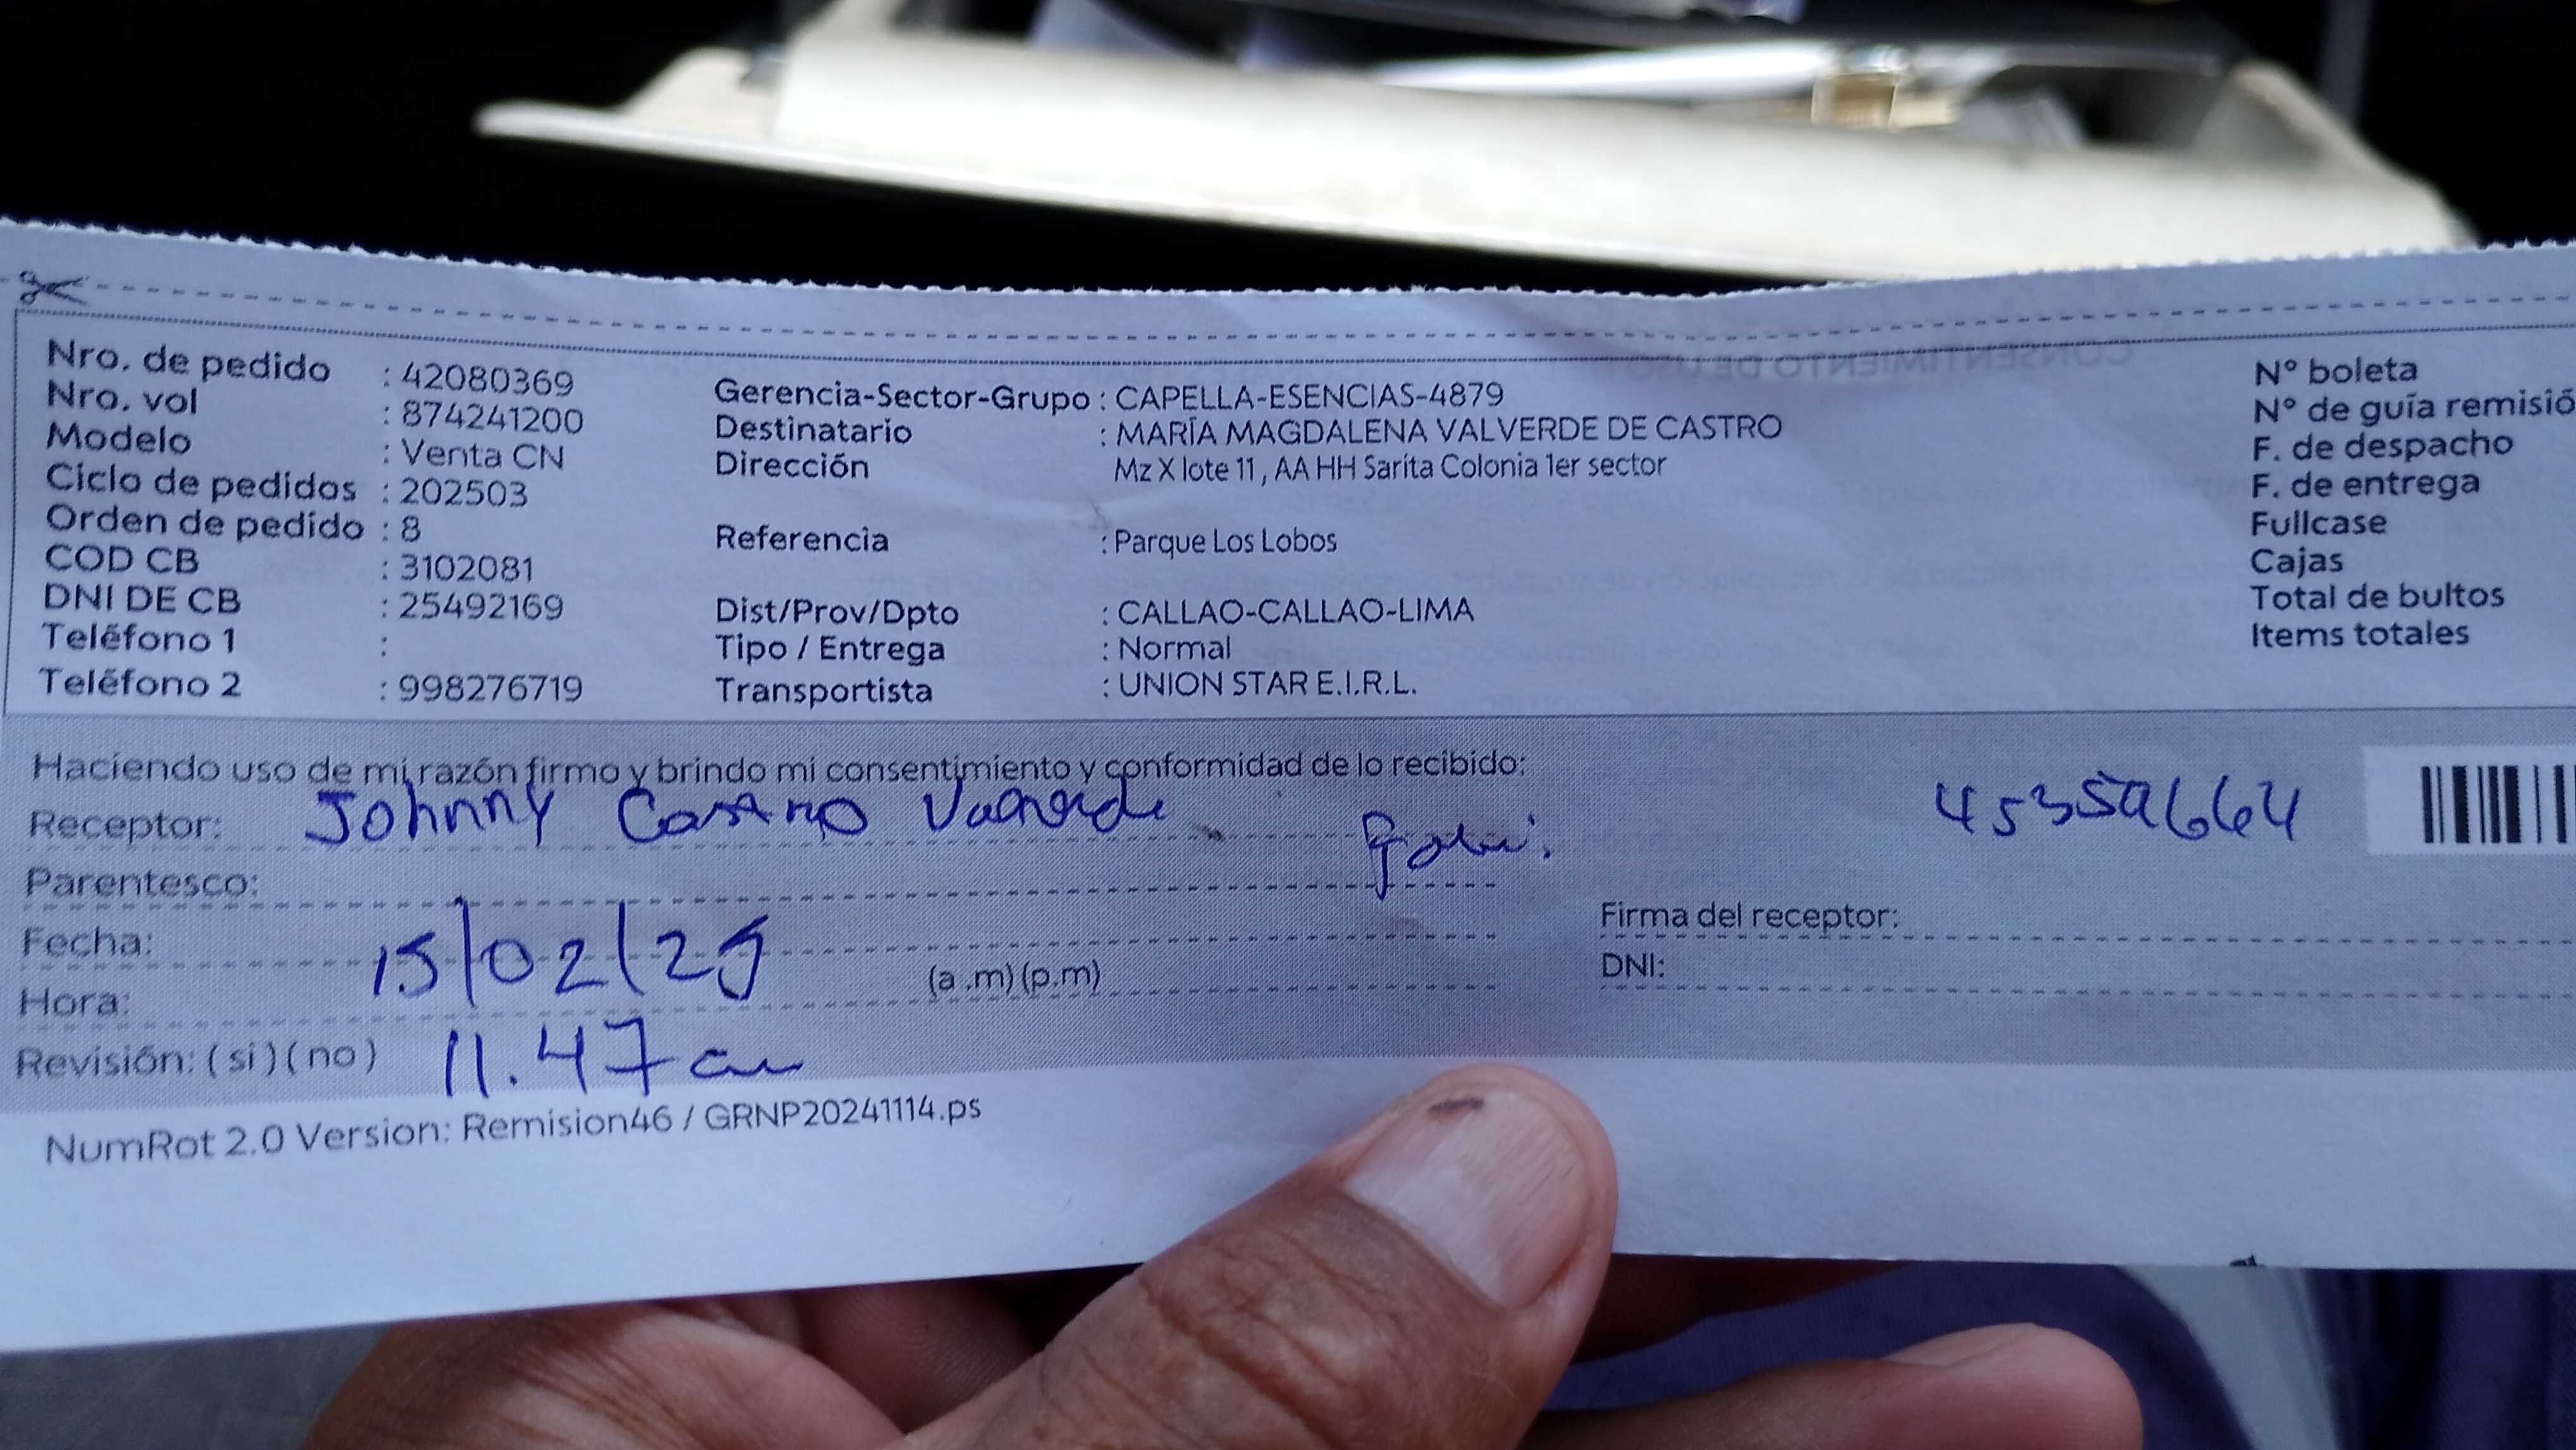 Nro. de pedido : 42080369
Nro. vol : 874241200
Modelo : Venta CN
Ciclo de pedidos : 202503
Orden de pedido : 8
COD CB : 3102081
DNI DE CB : 25492169
Teléfono 1 :
Teléfono 2 : 998276719
Gerencia-Sector-Grupo : CAPELLA-ESENCIAS-4879
Destinatario : MARÍA MAGDALENA VALVERDE DE CASTRO
Dirección Mz X lote 11 , AA HH Sarita Colonia 1er sector
Referencia : Parque Los Lobos
Dist/Prov/Dpto : CALLAO-CALLAO-LIMA
Tipo / Entrega : Normal
Transportista : UNION STAR E.I.R.L.
N° boleta
N° de guía remisió
F. de despacho
F. de entrega
Fullcase
Cajas
Total de bultos
Items totales
CONSENTIMIENTO DE USO
Haciendo uso de mi razón firmo y brindo mi consentimiento y conformidad de lo recibido:
Receptor: Johnny Castro Valverde
45359664
Parentesco:
Fecha: 15/02/25
Hora: (a .m) (p.m)
11.47 am
Revisión: ( si ) ( no )
Firma del receptor:
DNI:
NumRot 2.0 Version: Remision46 / GRNP20241114.ps